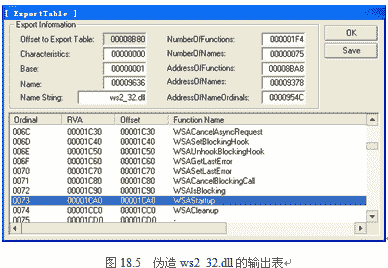 [ ExportTable ]
Export Information
Offset to Export Table: 00008B80 NumberOfFunctions: 000001F4 OK
Characteristics: 00000000 NumberOfNames: 00000075 Save
Base: 00000001 AddressOfFunctions: 00008BA8
Name: 00009636 AddressOfNames: 00009378
Name String: ws2_32.dll AddressOfNameOrdinals: 0000954C
Ordinal RVA Offset Function Name
006C 00001C30 00001C30 WSACancelAsyncRequest
006D 00001C40 00001C40 WSASetBlockingHook
006E 00001C50 00001C50 WSAUnhookBlockingHook
006F 00001C60 00001C60 WSAGetLastError
0070 00001C70 00001C70 WSASetLastError
0071 00001C80 00001C80 WSACancelBlockingCall
0072 00001C90 00001C90 WSAIsBlocking
0073 00001CA0 00001CA0 WSAStartup
0074 00001CC0 00001CC0 WSACleanup
0075 00001CD0 00001CD0 -
图 18.5 伪造 ws2_32.dll 的输出表↵